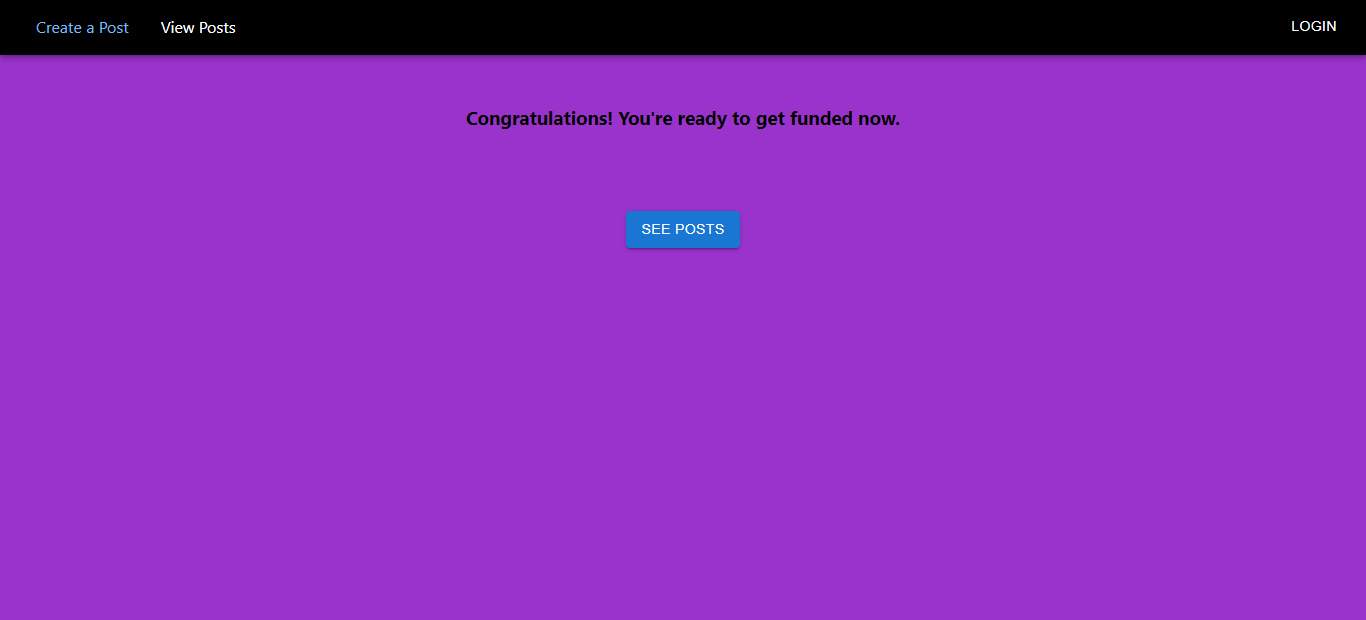 Create a Post View Posts LOGIN
Congratulations! You're ready to get funded now.
SEE POSTS